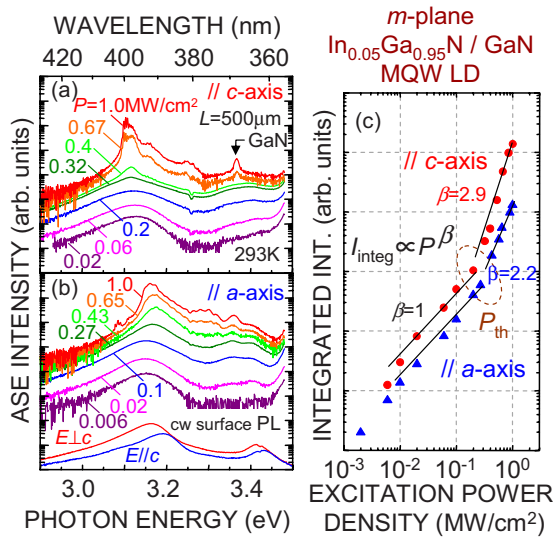 WAVELENGTH (nm)
420 400 380 360
(a)
P=1.0MW/cm²
// c-axis
0.67
L=500μm
0.4
GaN
0.32
0.2
0.06
0.02
293K
(b)
1.0
// a-axis
0.65
0.43
0.27
0.1
0.02
0.006
cw surface PL
E⊥c
E//c
3.0 3.2 3.4
PHOTON ENERGY (eV)
ASE INTENSITY (arb. units)
m-plane
In0.05Ga0.95N / GaN
MQW LD
(c)
// c-axis
β=2.9
Iinteg∝Pβ
β=2.2
β=1
Pth
// a-axis
INTEGRATED INT. (arb. units)
10⁻³ 10⁻² 10⁻¹ 10⁰
EXCITATION POWER
DENSITY (MW/cm²)